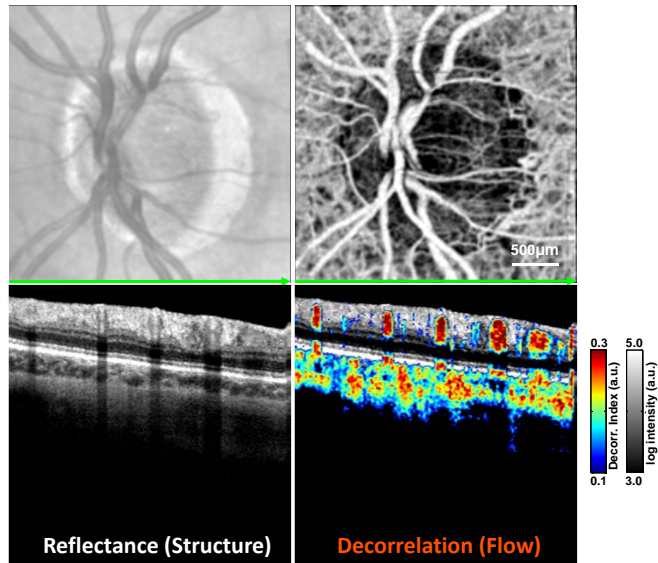 500μm
0.3
0.1
Decorr. Index (a.u.)
5.0
3.0
log intensity (a.u.)
Reflectance (Structure)
Decorrelation (Flow)